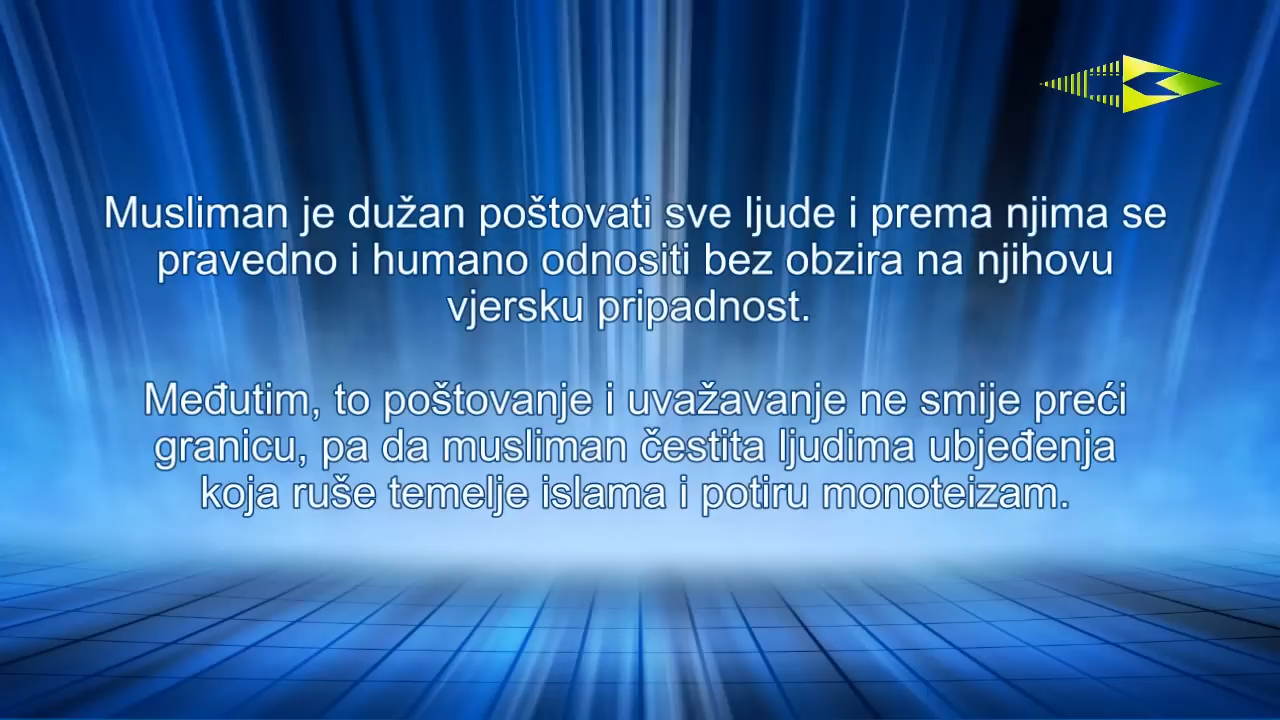 Musliman je dužan poštovati sve ljude i prema njima se
pravedno i humano odnositi bez obzira na njihovu
vjersku pripadnost.
Međutim, to poštovanje i uvažavanje ne smije preći
granicu, pa da musliman čestita ljudima ubjeđenja
koja ruše temelje islama i potiru monoteizam.